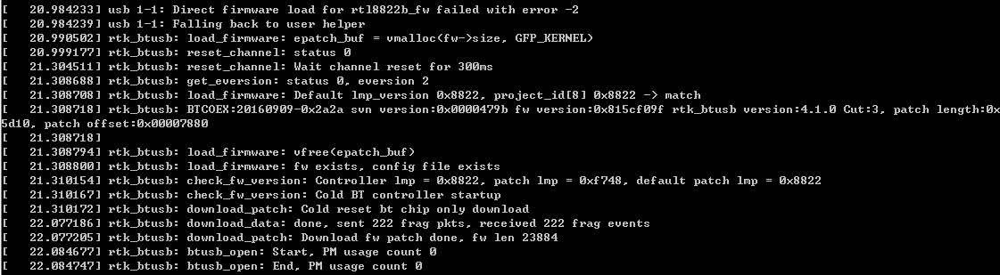 [   20.984233] usb 1-1: Direct firmware load for rtl8822b_fw failed with error -2
[   20.984239] usb 1-1: Falling back to user helper
[   20.990502] rtk_btusb: load_firmware: epatch_buf = vmalloc(fw->size, GFP_KERNEL)
[   20.999177] rtk_btusb: reset_channel: status 0
[   21.304511] rtk_btusb: reset_channel: Wait channel reset for 300ms
[   21.308688] rtk_btusb: get_eversion: status 0, eversion 2
[   21.308708] rtk_btusb: load_firmware: Default lmp_version 0x8822, project_id[8] 0x8822 -> match
[   21.308718] rtk_btusb: BTCOEX:20160909-0x2a2a svn version:0x0000479b fw version:0x815cf09f rtk_btusb version:4.1.0 Cut:3, patch length:0x
5d10, patch offset:0x00007880
[   21.308718]
[   21.308794] rtk_btusb: load_firmware: vfree(epatch_buf)
[   21.308800] rtk_btusb: load_firmware: fw exists, config file exists
[   21.310154] rtk_btusb: check_fw_version: Controller lmp = 0x8822, patch lmp = 0xf748, default patch lmp = 0x8822
[   21.310167] rtk_btusb: check_fw_version: Cold BT controller startup
[   21.310172] rtk_btusb: download_patch: Cold reset bt chip only download
[   22.077186] rtk_btusb: download_data: done, sent 222 frag pkts, received 222 frag events
[   22.077205] rtk_btusb: download_patch: Download fw patch done, fw len 23884
[   22.084677] rtk_btusb: btusb_open: Start, PM usage count 0
[   22.084747] rtk_btusb: btusb_open: End, PM usage count 0